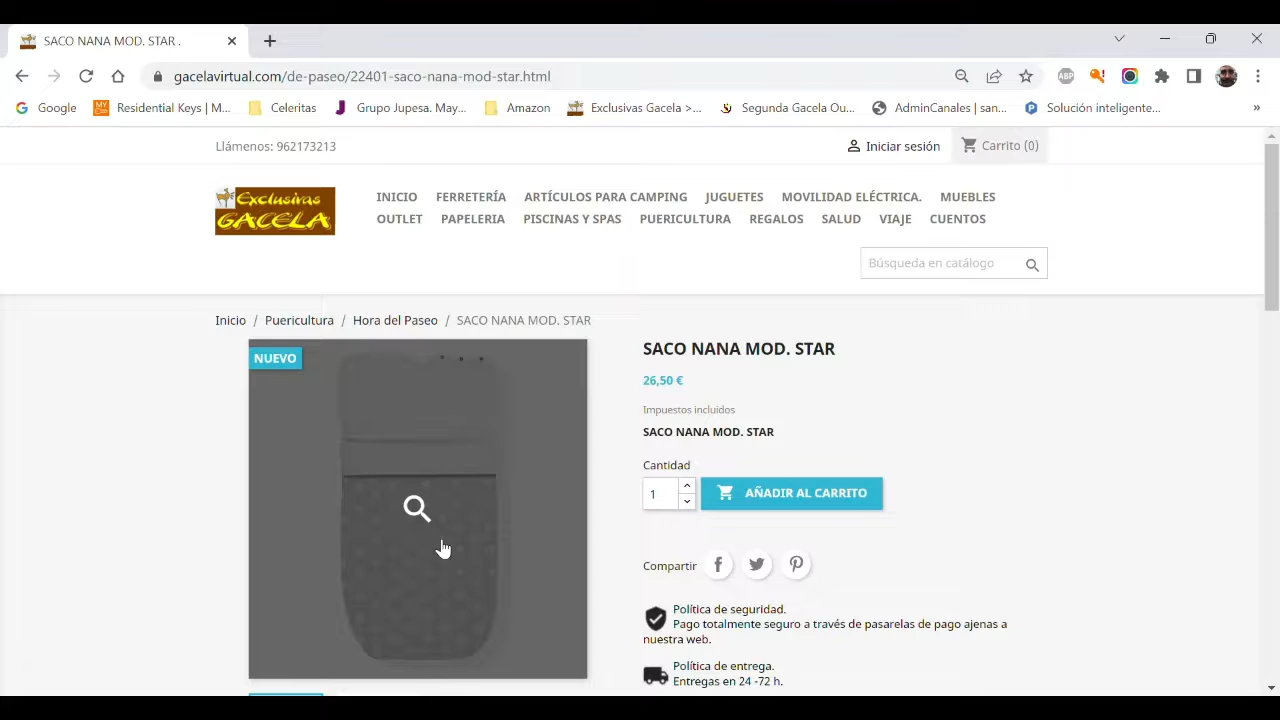 SACO NANA MOD. STAR .
gacelavirtual.com/de-paseo/22401-saco-nana-mod-star.html
ABP
Google
MY
Residential Keys | M...
Celeritas
Grupo Jupesa. May...
Amazon
Exclusivas Gacela >...
Segunda Gacela Ou...
AdminCanales | san...
Solución inteligente...
»
Llámenos: 962173213
Iniciar sesión
Carrito (0)
Exclusivas
GACELA
INICIO FERRETERÍA ARTÍCULOS PARA CAMPING JUGUETES MOVILIDAD ELÉCTRICA. MUEBLES
OUTLET PAPELERIA PISCINAS Y SPAS PUERICULTURA REGALOS SALUD VIAJE CUENTOS
Búsqueda en catálogo
Inicio / Puericultura / Hora del Paseo / SACO NANA MOD. STAR
NUEVO
SACO NANA MOD. STAR
26,50 €
Impuestos incluidos
SACO NANA MOD. STAR
Cantidad
1
AÑADIR AL CARRITO
Compartir
Política de seguridad.
Pago totalmente seguro a través de pasarelas de pago ajenas a
nuestra web.
Política de entrega.
Entregas en 24 -72 h.